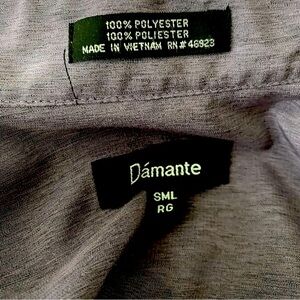 100% POLYESTER
100% POLIESTER
MADE IN VIETNAM RN#46923
Dámante
SML
RG